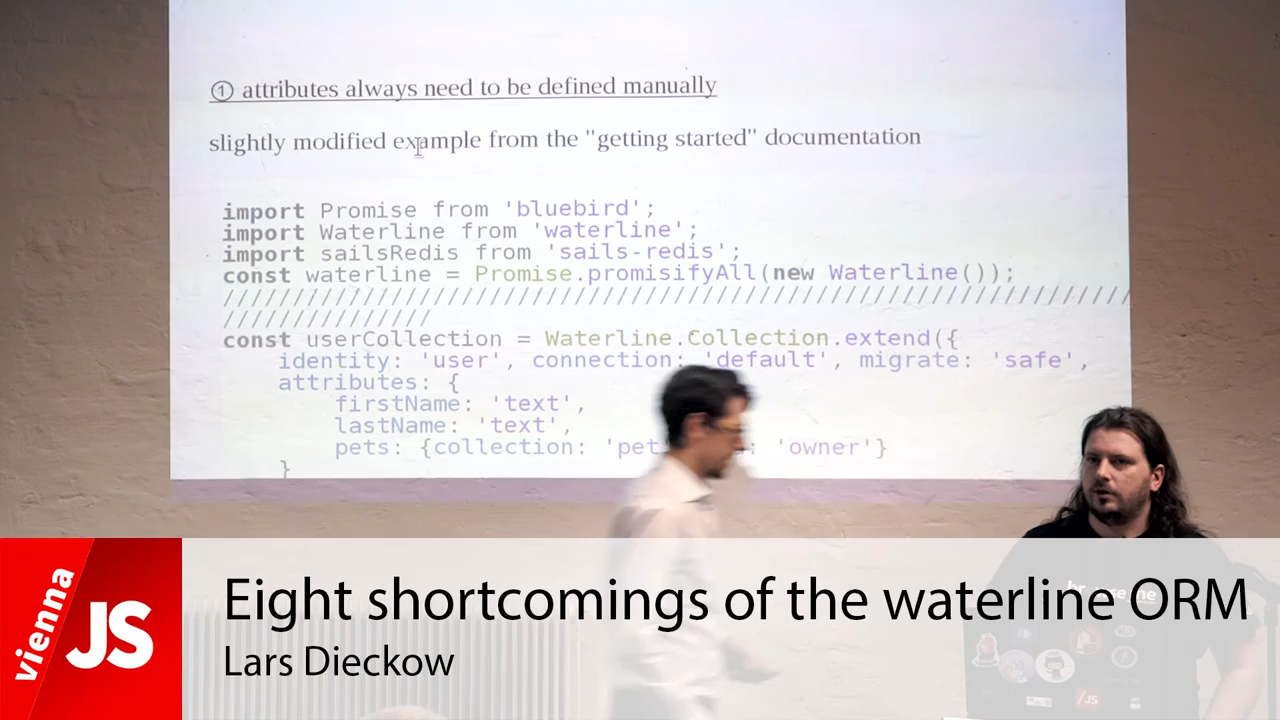 ① attributes always need to be defined manually
slightly modified example from the "getting started" documentation
import Promise from 'bluebird';
import Waterline from 'waterline';
import sailsRedis from 'sails-redis';
const waterline = Promise.promisifyAll(new Waterline());
/////////////////////////////////////////////////////////////////
///////////////
const userCollection = Waterline.Collection.extend({
identity: 'user', connection: 'default', migrate: 'safe',
attributes: {
firstName: 'text',
lastName: 'text',
pets: {collection: 'pet : 'owner'}
}
vienna
JS
Eight shortcomings of the waterline ORM
Lars Dieckow
/JS